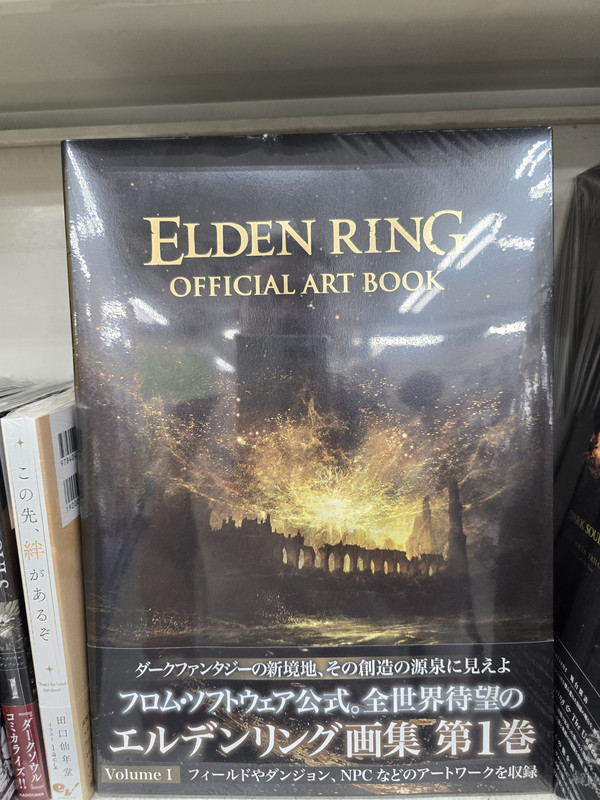 ELDEN RING
OFFICIAL ART BOOK
ダークファンタジーの新境地、その創造の源泉に見えよ
フロム・ソフトウェア公式。全世界待望の
エルデンリング画集 第1巻
Volume I フィールドやダンジョン、NPCなどのアートワークを収録
この先、絆があるぞ
田口仙年堂
『ダークソウル』
コミカライズ!!
KADOKAWA